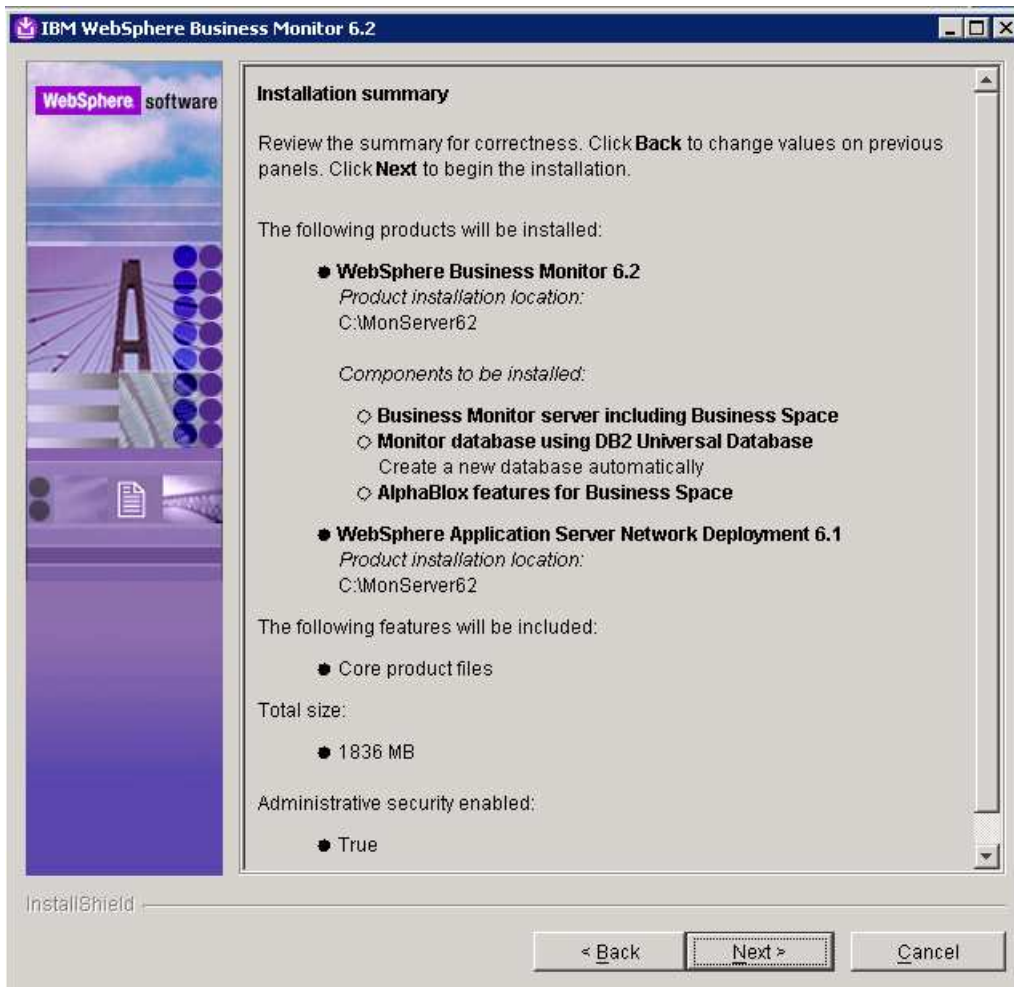 IBM WebSphere Business Monitor 6.2
WebSphere software
Installation summary
Review the summary for correctness. Click Back to change values on previous
panels. Click Next to begin the installation.
The following products will be installed:
WebSphere Business Monitor 6.2
Product installation location:
C:\MonServer62
Components to be installed:
Business Monitor server including Business Space
Monitor database using DB2 Universal Database
Create a new database automatically
AlphaBlox features for Business Space
WebSphere Application Server Network Deployment 6.1
Product installation location:
C:\MonServer62
The following features will be included:
Core product files
Total size:
1836 MB
Administrative security enabled:
True
InstallShield
< Back
Next >
Cancel